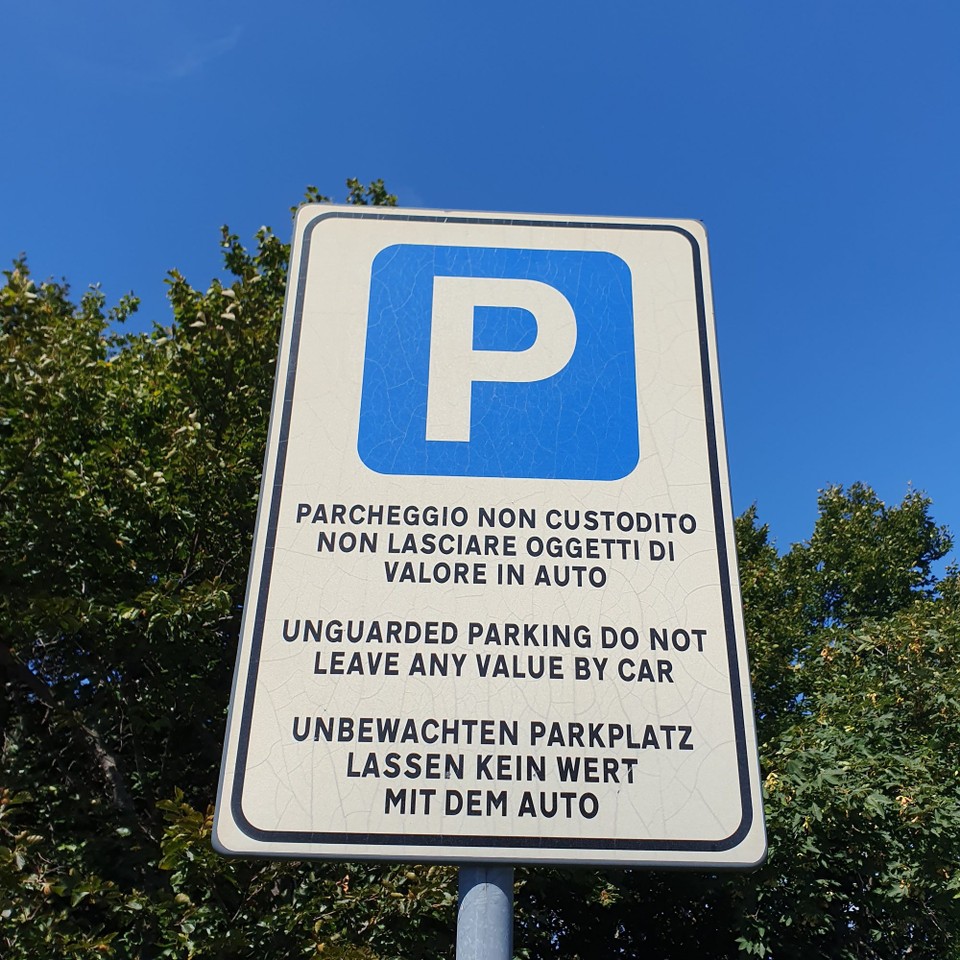 P
PARCHEGGIO NON CUSTODITO
NON LASCIARE OGGETTI DI
VALORE IN AUTO
UNGUARDED PARKING DO NOT
LEAVE ANY VALUE BY CAR
UNBEWACHTEN PARKPLATZ
LASSEN KEIN WERT
MIT DEM AUTO